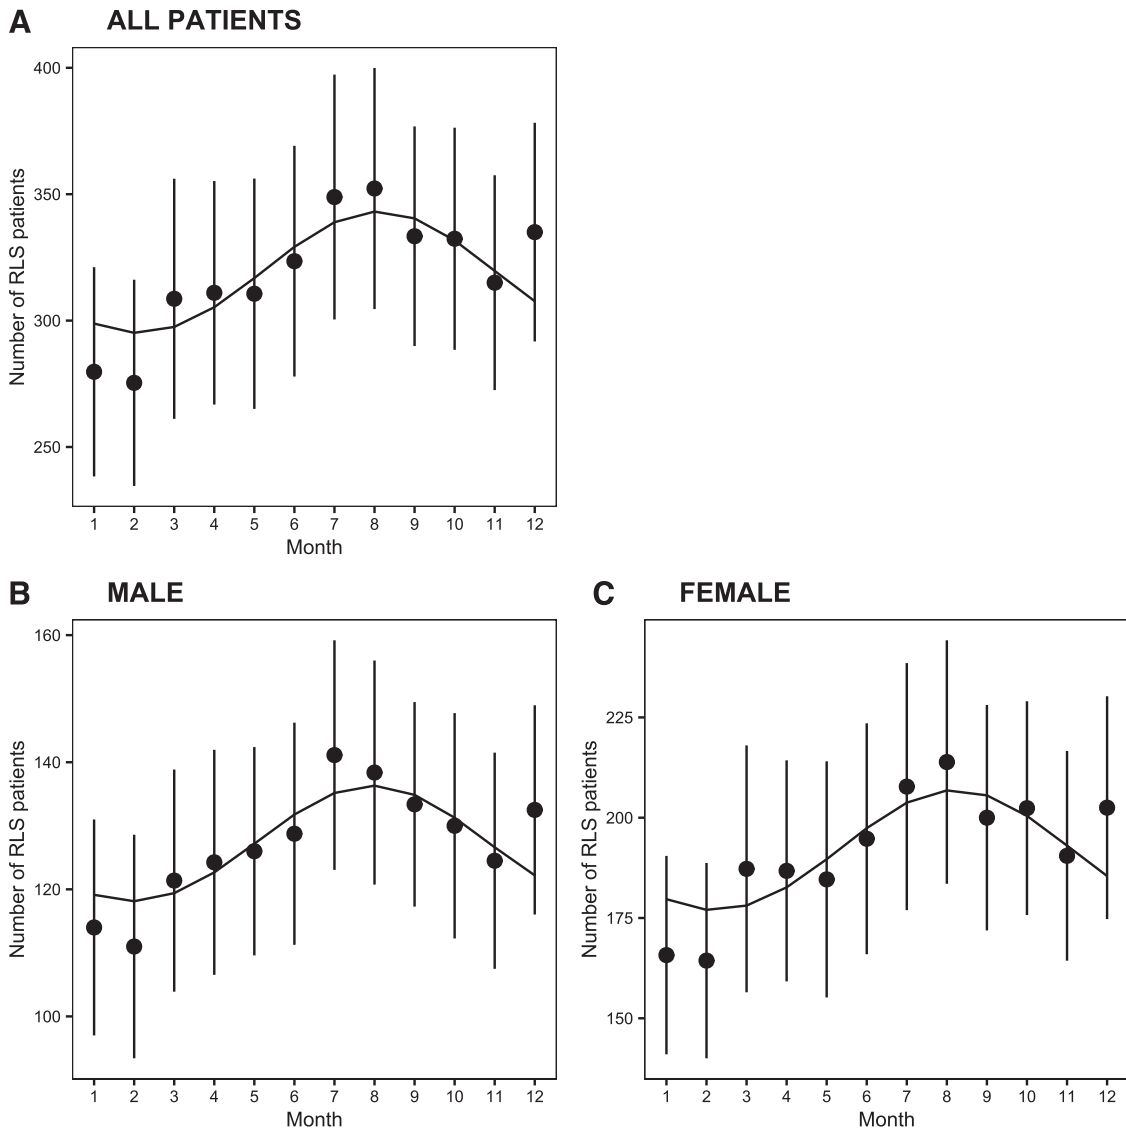 A ALL PATIENTS
Number of RLS patients
400
350
300
250
1 2 3 4 5 6 7 8 9 10 11 12
Month
B MALE
Number of RLS patients
160
140
120
100
1 2 3 4 5 6 7 8 9 10 11 12
Month
C FEMALE
Number of RLS patients
225
200
175
150
1 2 3 4 5 6 7 8 9 10 11 12
Month